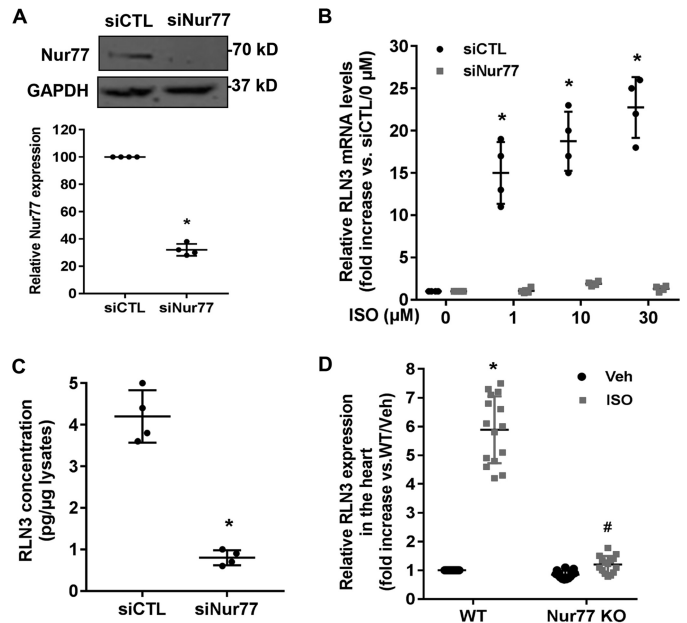 A
siCTL siNur77
Nur77
-70 kD
GAPDH
-37 kD
Relative Nur77 expression
120
100
80
60
40
20
0
*
siCTL siNur77
B
Relative RLN3 mRNA levels
(fold increase vs. siCTL/0 μM)
30
25
20
15
10
5
0
siCTL
siNur77
* * *
ISO (μM) 0 1 10 30
C
RLN3 concentration
(pg/μg lysates)
5
4
3
2
1
0
*
siCTL siNur77
D
Relative RLN3 expression
in the heart
(fold increase vs.WT/Veh)
8
7
6
5
4
3
2
1
0
Veh
ISO
*
#
WT Nur77 KO